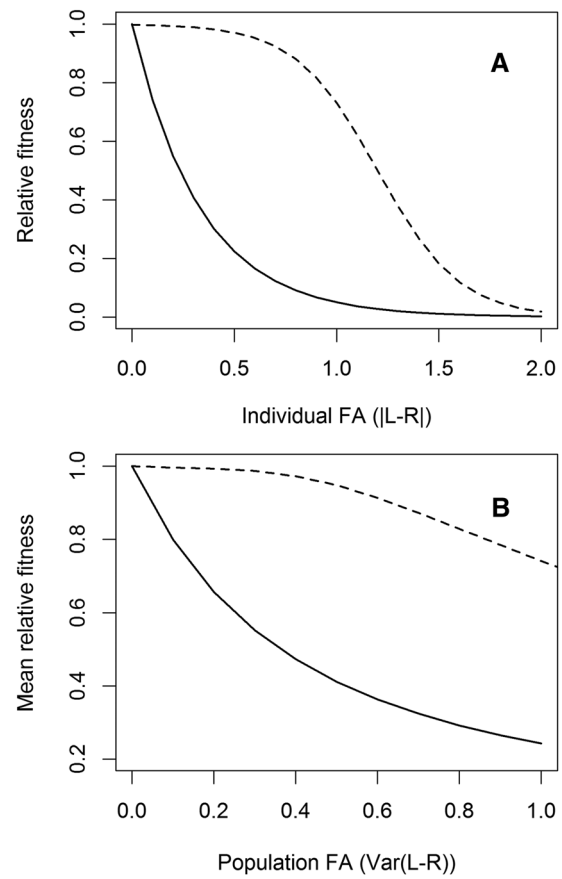 A
Relative fitness
1.0
0.8
0.6
0.4
0.2
0.0
0.0 0.5 1.0 1.5 2.0
Individual FA (|L-R|)
B
Mean relative fitness
1.0
0.8
0.6
0.4
0.2
0.0 0.2 0.4 0.6 0.8 1.0
Population FA (Var(L-R))